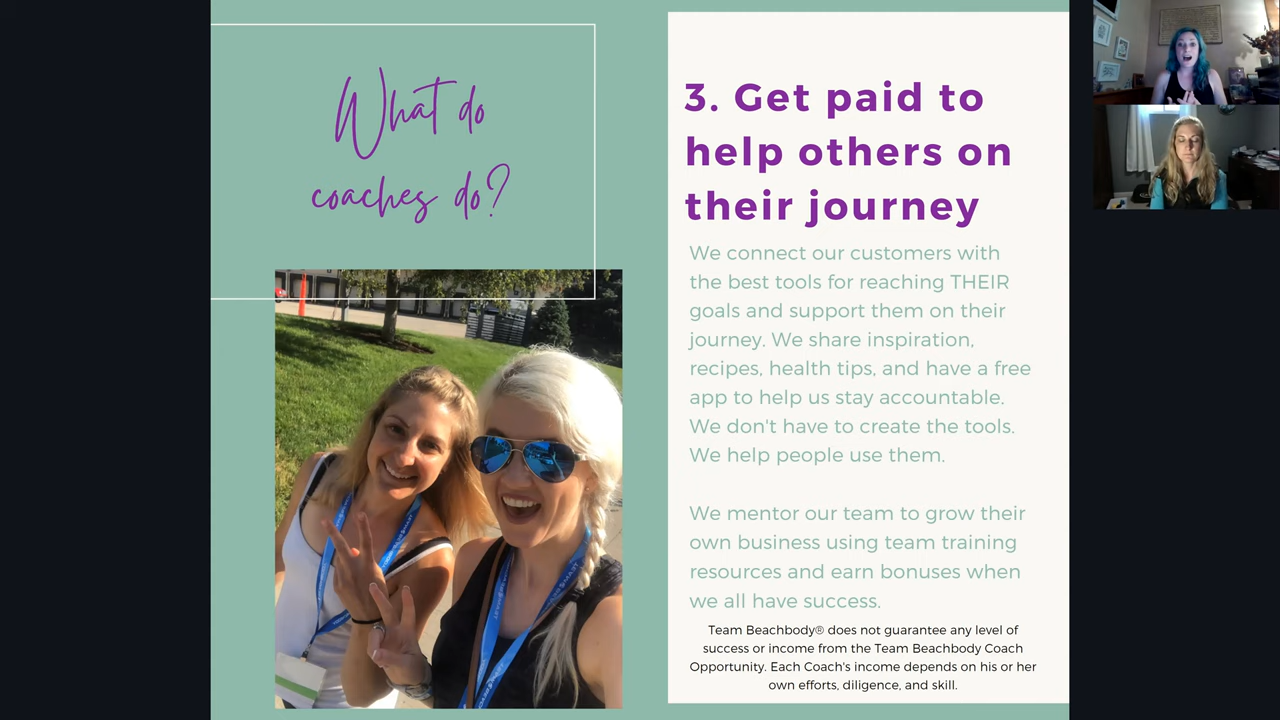 What do
coaches do?
3. Get paid to
help others on
their journey
We connect our customers with
the best tools for reaching THEIR
goals and support them on their
journey. We share inspiration,
recipes, health tips, and have a free
app to help us stay accountable.
We don't have to create the tools.
We help people use them.
We mentor our team to grow their
own business using team training
resources and earn bonuses when
we all have success.
Team Beachbody® does not guarantee any level of
success or income from the Team Beachbody Coach
Opportunity. Each Coach's income depends on his or her
own efforts, diligence, and skill.